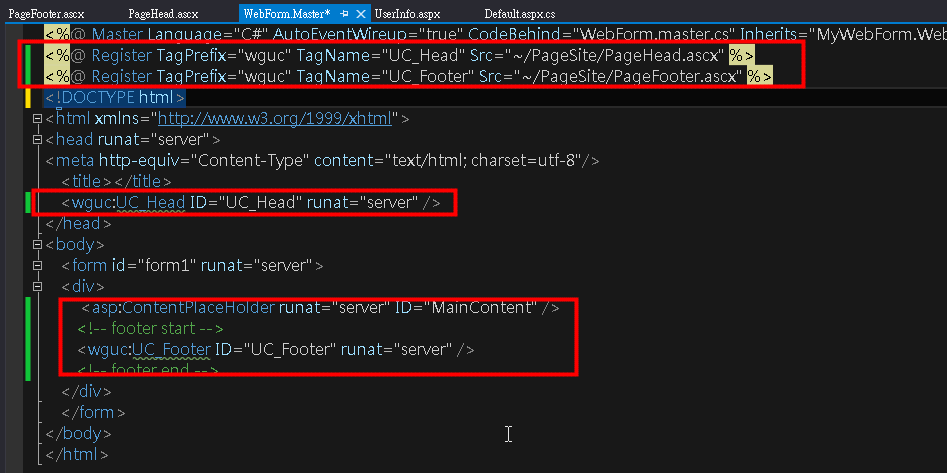 PageFooter.ascx PageHead.ascx WebForm.Master* UserInfo.aspx Default.aspx.cs
<%@ Master Language="C#" AutoEventWireup="true" CodeBehind="WebForm.master.cs" Inherits="MyWebForm.Web
<%@ Register TagPrefix="wguc" TagName="UC_Head" Src="~/PageSite/PageHead.ascx" %>
<%@ Register TagPrefix="wguc" TagName="UC_Footer" Src="~/PageSite/PageFooter.ascx" %>
<!DOCTYPE html>
<html xmlns="http://www.w3.org/1999/xhtml">
<head runat="server">
<meta http-equiv="Content-Type" content="text/html; charset=utf-8"/>
<title></title>
<wguc:UC_Head ID="UC_Head" runat="server" />
</head>
<body>
<form id="form1" runat="server">
<div>
<asp:ContentPlaceHolder runat="server" ID="MainContent" />
<!-- footer start -->
<wguc:UC_Footer ID="UC_Footer" runat="server" />
<!-- footer end -->
</div>
</form>
</body>
</html>